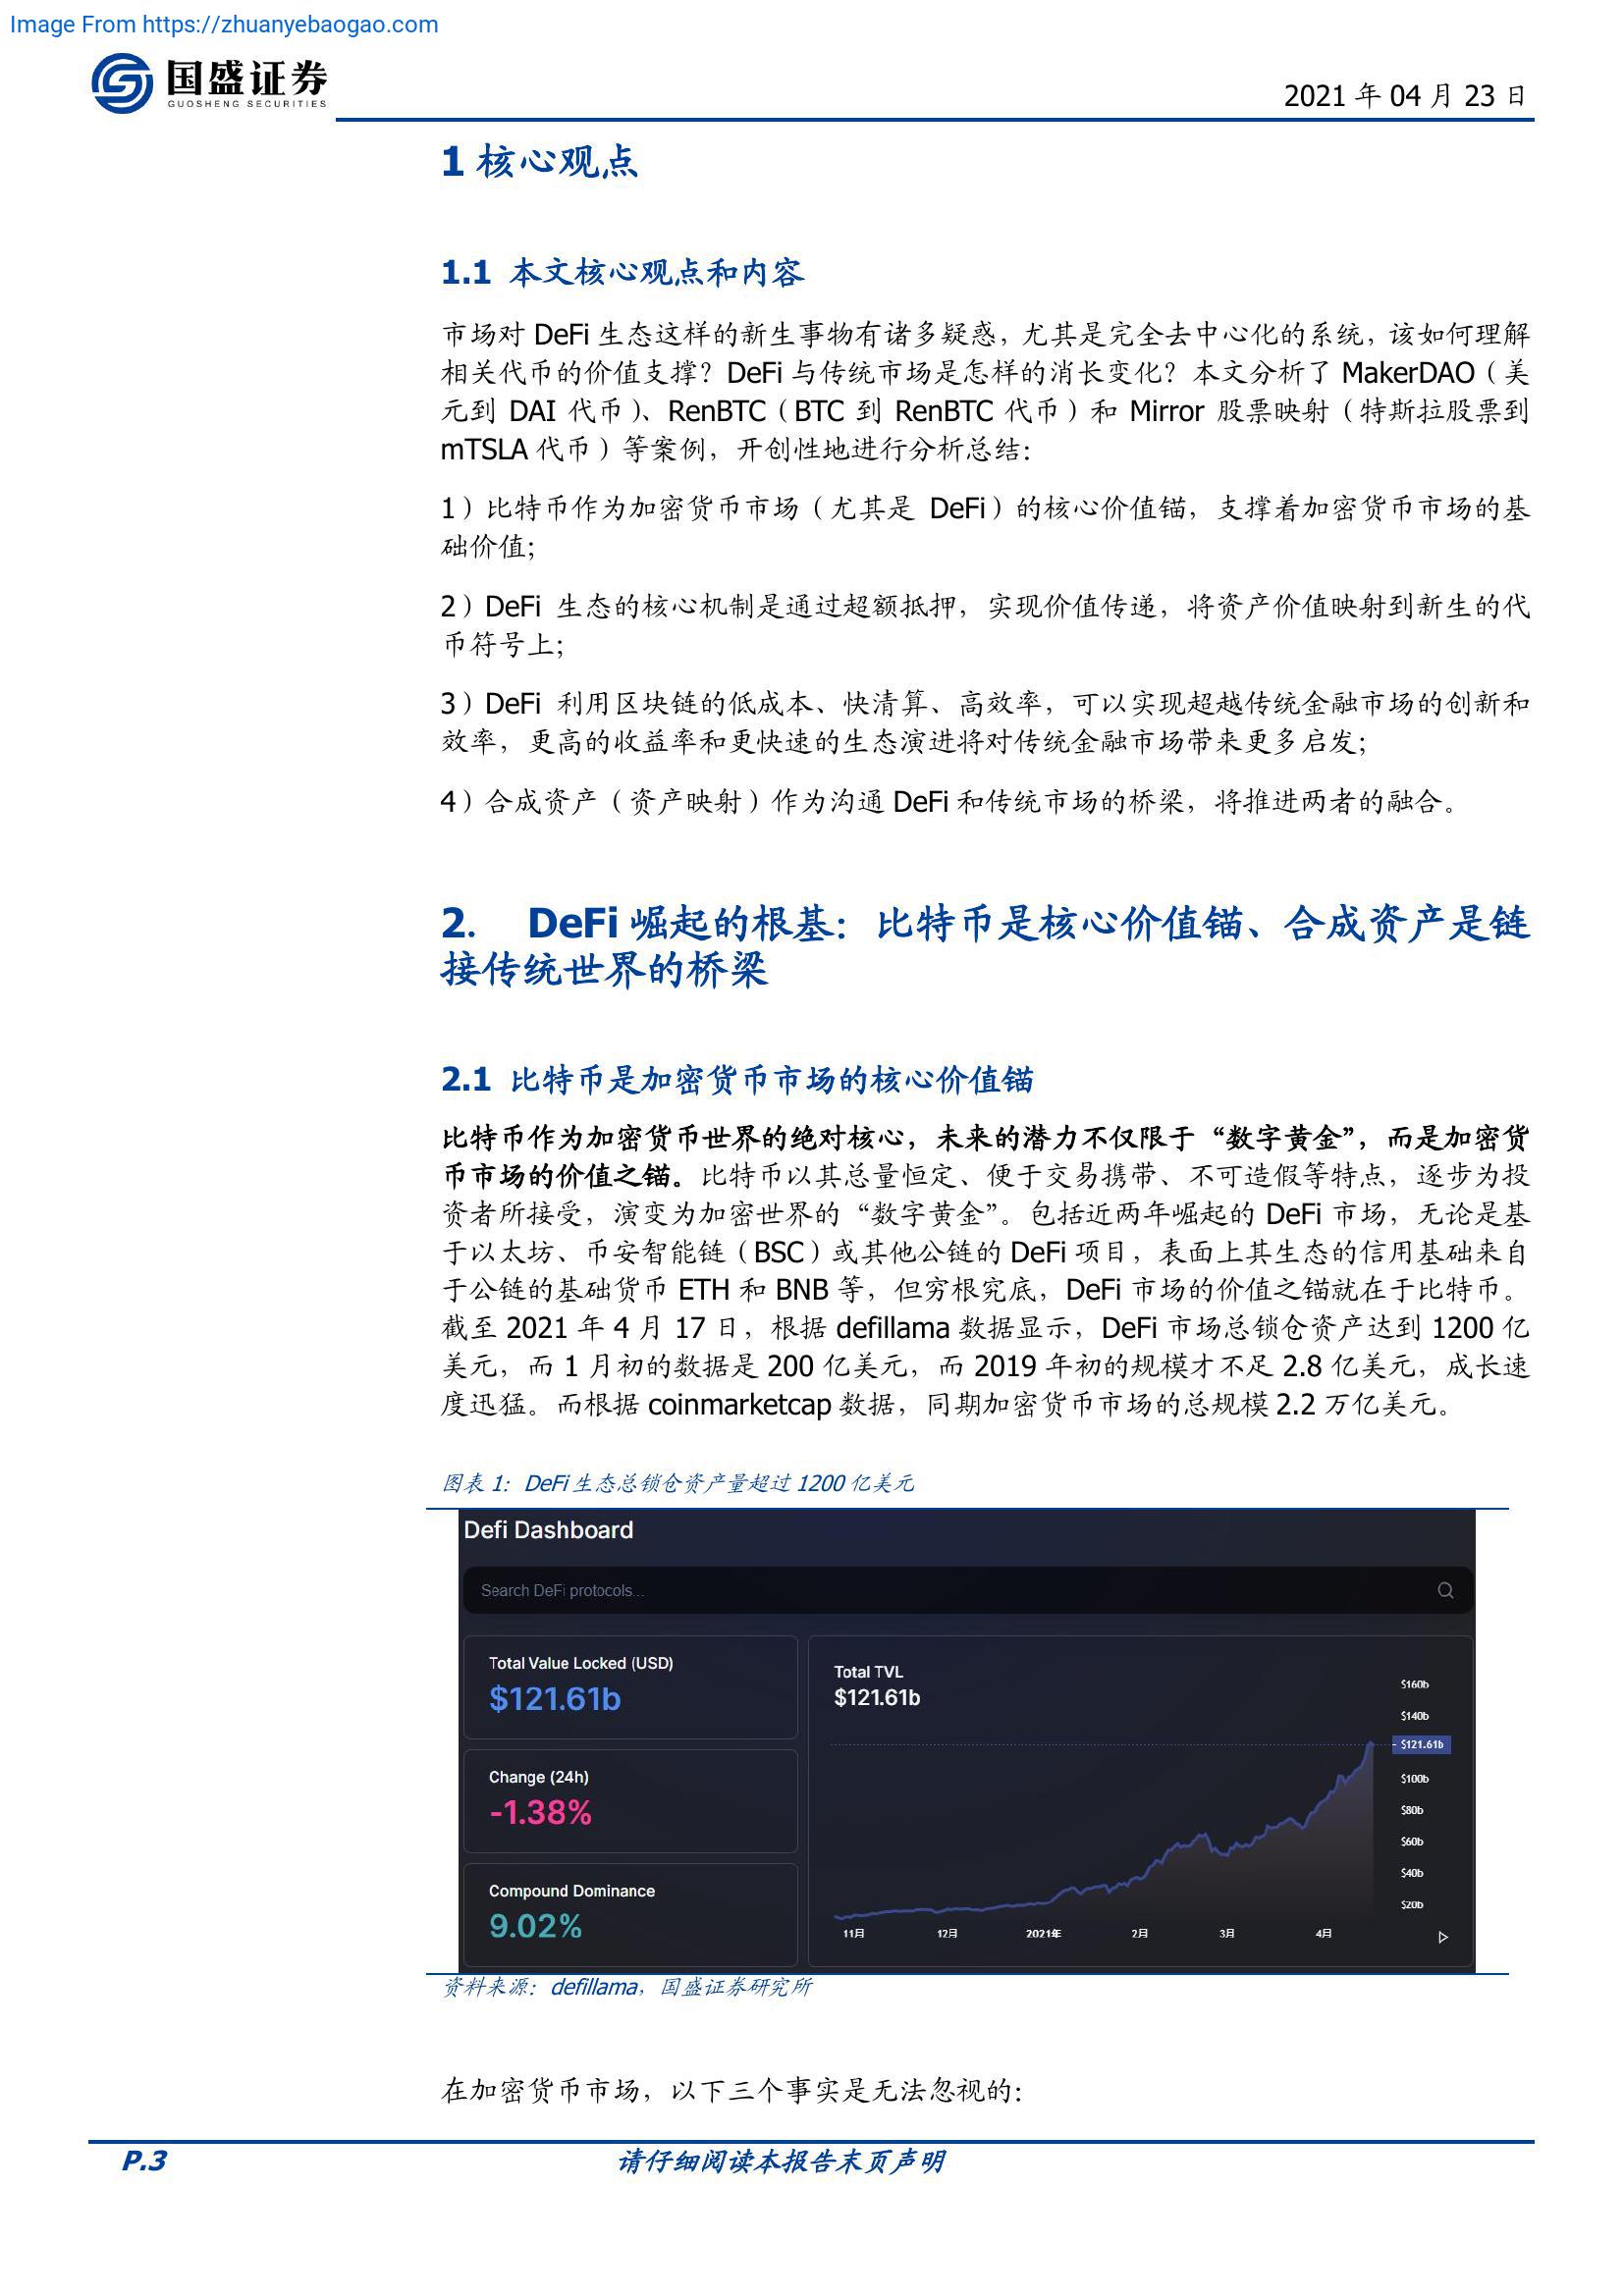 Image From https://zhuanyebaogao.com
国盛证券
GUOSHENG SECURITIES
2021 年 04 月 23 日
1 核心观点
1.1 本文核心观点和内容
市场对 DeFi 生态这样的新生事物有诸多疑惑，尤其是完全去中心化的系统，该如何理解
相关代币的价值支撑？DeFi 与传统市场是怎样的消长变化？本文分析了 MakerDAO（美
元到 DAI 代币）、RenBTC（BTC 到 RenBTC 代币）和 Mirror 股票映射（特斯拉股票到
mTSLA 代币）等案例，开创性地进行分析总结：
1）比特币作为加密货币市场（尤其是 DeFi）的核心价值锚，支撑着加密货币市场的基
础价值；
2）DeFi 生态的核心机制是通过超额抵押，实现价值传递，将资产价值映射到新生的代
币符号上；
3）DeFi 利用区块链的低成本、快清算、高效率，可以实现超越传统金融市场的创新和
效率，更高的收益率和更快速的生态演进将对传统金融市场带来更多启发；
4）合成资产（资产映射）作为沟通 DeFi 和传统市场的桥梁，将推进两者的融合。
2. DeFi 崛起的根基：比特币是核心价值锚、合成资产是链
接传统世界的桥梁
2.1 比特币是加密货币市场的核心价值锚
比特币作为加密货币世界的绝对核心，未来的潜力不仅限于“数字黄金”，而是加密货
币市场的价值之锚。比特币以其总量恒定、便于交易携带、不可造假等特点，逐步为投
资者所接受，演变为加密世界的“数字黄金”。包括近两年崛起的 DeFi 市场，无论是基
于以太坊、币安智能链（BSC）或其他公链的 DeFi 项目，表面上其生态的信用基础来自
于公链的基础货币 ETH 和 BNB 等，但穷根究底，DeFi 市场的价值之锚就在于比特币。
截至 2021 年 4 月 17 日，根据 defillama 数据显示，DeFi 市场总锁仓资产达到 1200 亿
美元，而 1 月初的数据是 200 亿美元，而 2019 年初的规模才不足 2.8 亿美元，成长速
度迅猛。而根据 coinmarketcap 数据，同期加密货币市场的总规模 2.2 万亿美元。
图表 1：DeFi 生态总锁仓资产量超过 1200 亿美元
Defi Dashboard
Search DeFi protocols...
Total Value Locked (USD)
$121.61b
Change (24h)
-1.38%
Compound Dominance
9.02%
Total TVL
$121.61b
$160b
$140b
$121.61b
$100b
$80b
$60b
$40b
$20b
11月 12月 2021年 2月 3月 4月
资料来源：defillama，国盛证券研究所
在加密货币市场，以下三个事实是无法忽视的：
P.3 请仔细阅读本报告末页声明